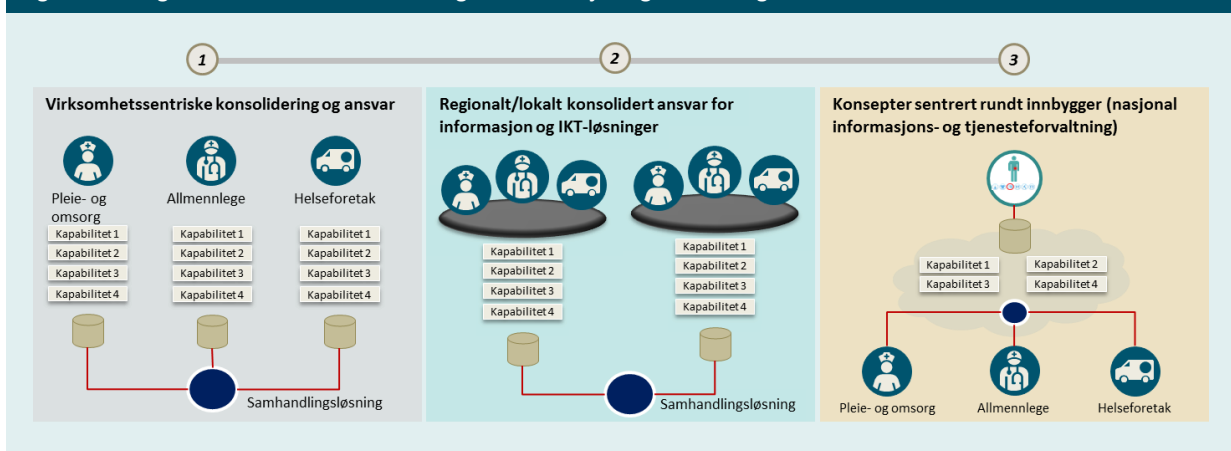 1
2
3
Virksomhetssentriske konsolidering og ansvar
Pleie- og
omsorg
Allmennlege
Helseforetak
Kapabilitet 1
Kapabilitet 1
Kapabilitet 1
Kapabilitet 2
Kapabilitet 2
Kapabilitet 2
Kapabilitet 3
Kapabilitet 3
Kapabilitet 3
Kapabilitet 4
Kapabilitet 4
Kapabilitet 4
Samhandlingsløsning
Regionalt/lokalt konsolidert ansvar for
informasjon og IKT-løsninger
Kapabilitet 1
Kapabilitet 2
Kapabilitet 3
Kapabilitet 4
Kapabilitet 1
Kapabilitet 2
Kapabilitet 3
Kapabilitet 4
Samhandlingsløsning
Konsepter sentrert rundt innbygger (nasjonal
informasjons- og tjenesteforvaltning)
Kapabilitet 1
Kapabilitet 2
Kapabilitet 3
Kapabilitet 4
Pleie- og omsorg
Allmennlege
Helseforetak